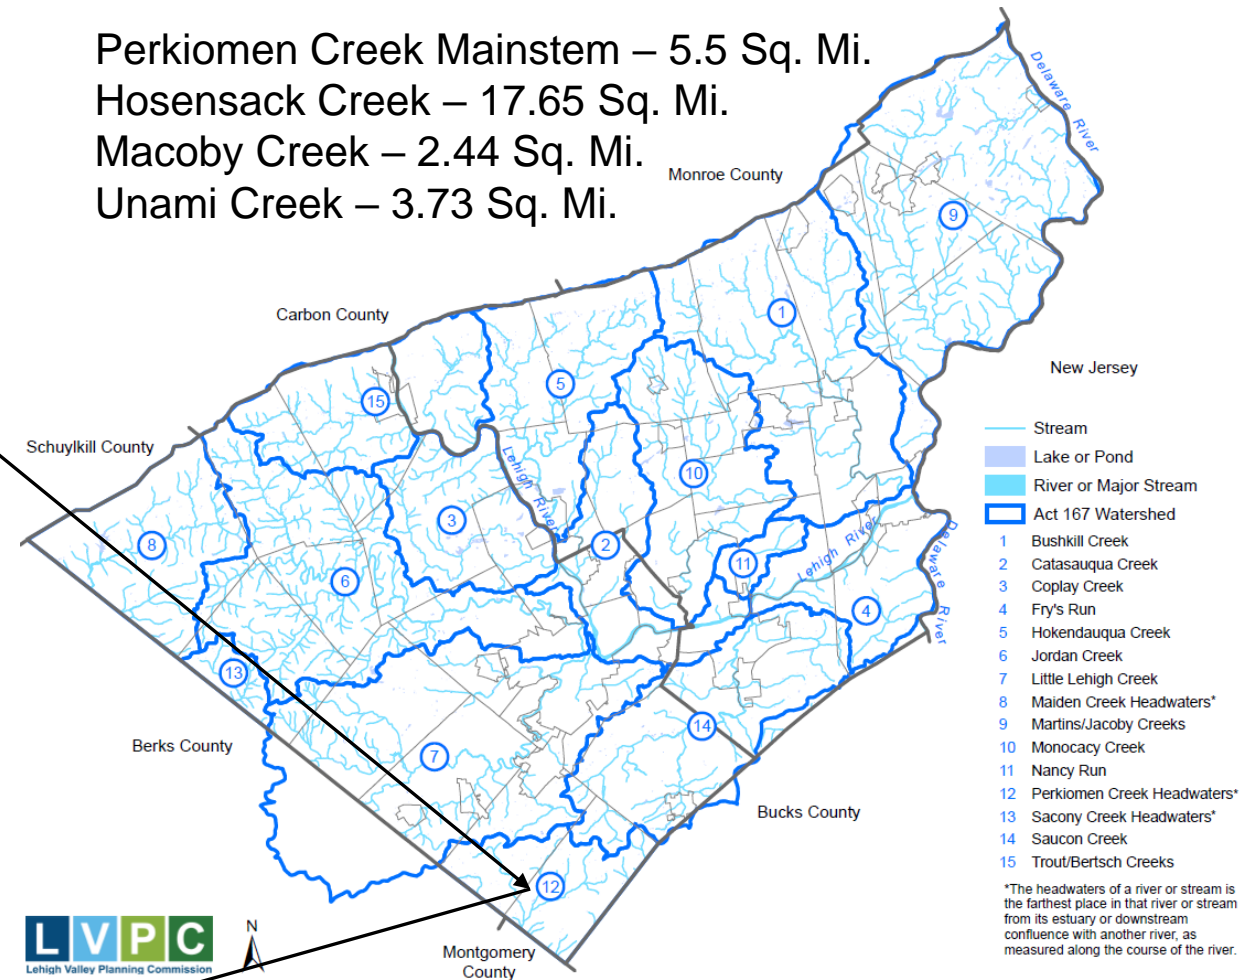 Perkiomen Creek Mainstem – 5.5 Sq. Mi.
Hosensack Creek – 17.65 Sq. Mi.
Macoby Creek – 2.44 Sq. Mi.
Unami Creek – 3.73 Sq. Mi.
Delaware River
Monroe County
9
1
Carbon County
New Jersey
5
15
Schuylkill County
Lehigh River
10
3
8
2
6
11
Lehigh River
Delaware River
4
13
14
Berks County
7
Bucks County
12
Montgomery
County
N
Stream
Lake or Pond
River or Major Stream
Act 167 Watershed
1 Bushkill Creek
2 Catasauqua Creek
3 Coplay Creek
4 Fry's Run
5 Hokendauqua Creek
6 Jordan Creek
7 Little Lehigh Creek
8 Maiden Creek Headwaters*
9 Martins/Jacoby Creeks
10 Monocacy Creek
11 Nancy Run
12 Perkiomen Creek Headwaters*
13 Sacony Creek Headwaters*
14 Saucon Creek
15 Trout/Bertsch Creeks
*The headwaters of a river or stream is
the farthest place in that river or stream
from its estuary or downstream
confluence with another river, as
measured along the course of the river.
LVPC
Lehigh Valley Planning Commission